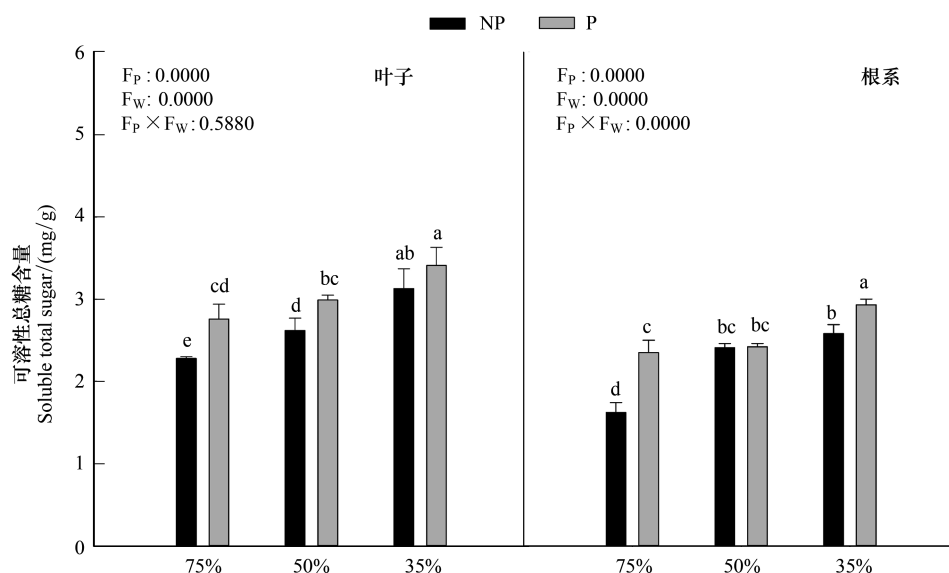 NP P
6
5
4
3
2
1
0
可溶性总糖含量
Soluble total sugar/(mg/g)
叶子
FP : 0.0000
FW: 0.0000
FP × FW: 0.5880
e cd d bc ab a
75% 50% 35%
根系
FP : 0.0000
FW: 0.0000
FP × FW: 0.0000
d c bc bc b a
75% 50% 35%